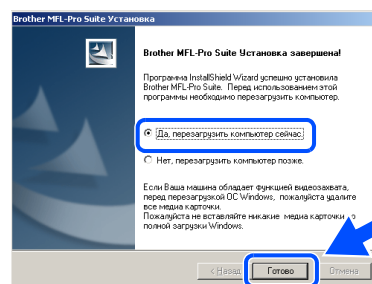 Brother MFL-Pro Suite Установка
Brother MFL-Pro Suite Установка завершена!
Программа InstallShield Wizard успешно установила
Brother MFL-Pro Suite. Перед использованием этой
программы необходимо перезагрузить компьютер.
Да, перезагрузить компьютер сейчас.
Нет, перезагрузить компьютер позже.
Если Ваша машина обладает функцией видеозахвата,
перед перезагрузкой ОС Windows, пожалуйста удалите
все медиа карточки.
Пожалуйста не вставляйте никакие медиа карточки
полной загрузки Windows.
< Назад Готово Отмена